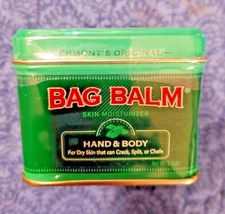 VERMONT'S ORIGINAL
BAG BALM®
SKIN MOISTURIZER
HAND & BODY
For Dry Skin that can Crack, Split, or Chafe